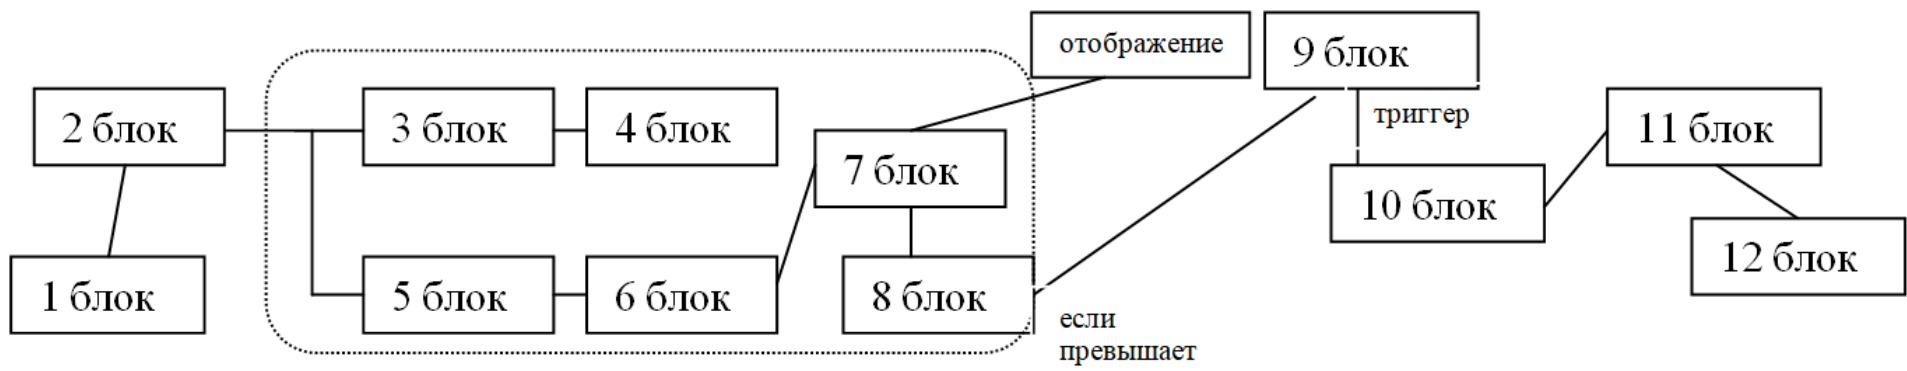 отображение
9 блок
2 блок
3 блок
4 блок
триггер
11 блок
7 блок
10 блок
12 блок
1 блок
5 блок
6 блок
8 блок
если
превышает